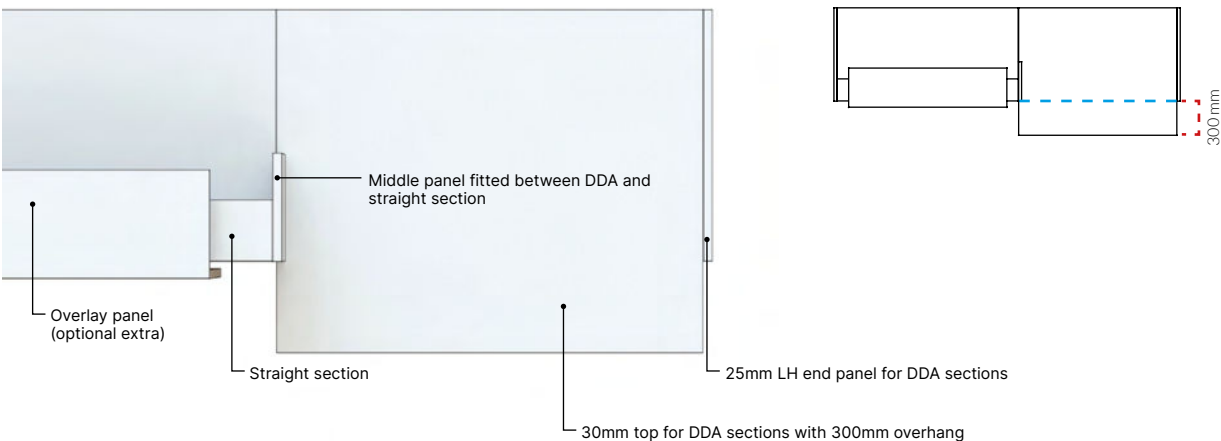 300 mm
Middle panel fitted between DDA and
straight section
Overlay panel
(optional extra)
Straight section
25mm LH end panel for DDA sections
30mm top for DDA sections with 300mm overhang